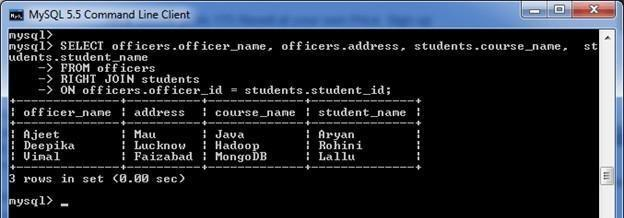 MySQL 5.5 Command Line Client
mysql>
mysql> SELECT officers.officer_name, officers.address, students.course_name,  st
udents.student_name
    -> FROM officers
    -> RIGHT JOIN students
    -> ON officers.officer_id = students.student_id;
+--------------+-----------+-------------+--------------+
| officer_name | address   | course_name | student_name |
+--------------+-----------+-------------+--------------+
| Ajeet        | Mau       | Java        | Aryan        |
| Deepika      | Lucknow   | Hadoop      | Rohini       |
| Vimal        | Faizabad  | MongoDB     | Lallu        |
+--------------+-----------+-------------+--------------+
3 rows in set (0.00 sec)
mysql> _